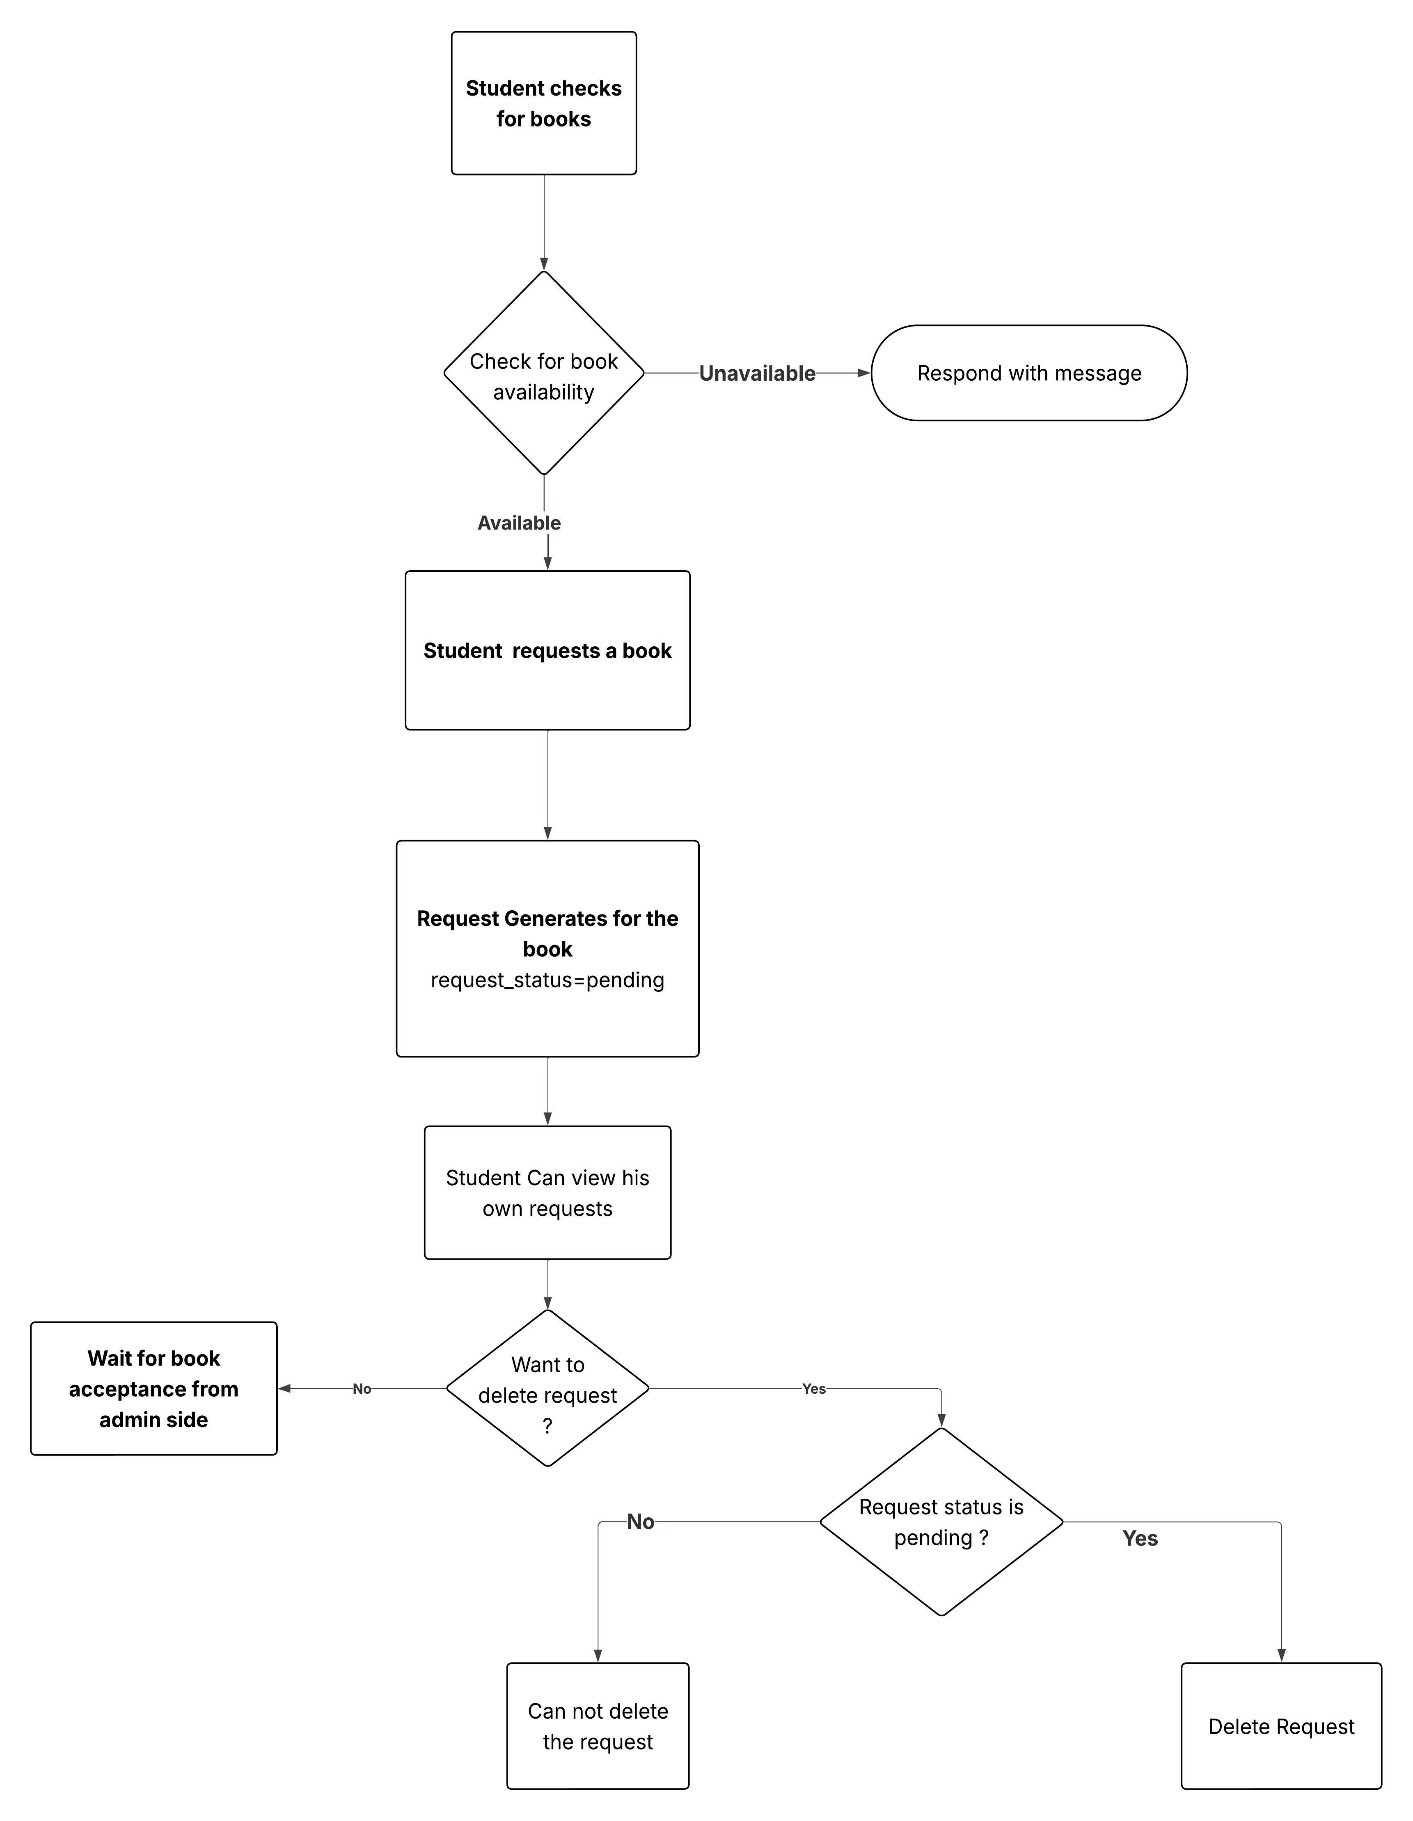 Student checks
for books
Check for book
availability
Unavailable
Respond with message
Available
Student  requests a book
Request Generates for the
book
request_status=pending
Student Can view his
own requests
Wait for book
acceptance from
admin side
No
Want to
delete request
?
Yes
Request status is
pending ?
No
Yes
Can not delete
the request
Delete Request